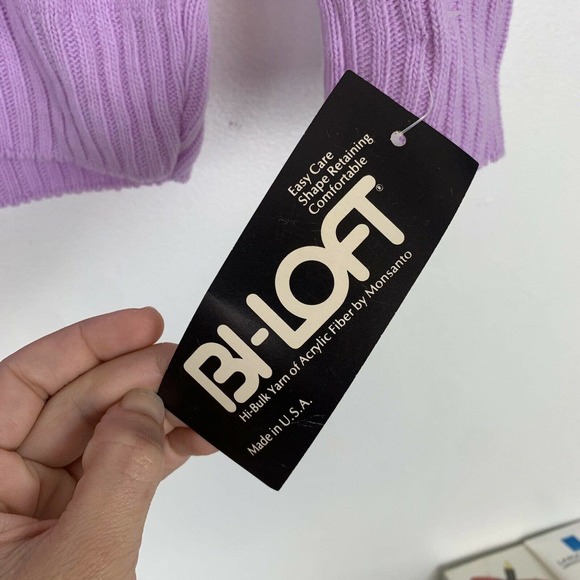 Easy Care
Shape Retaining
Comfortable
BI-LOFT®
Hi-Bulk Yarn of Acrylic Fiber by Monsanto
Made in U.S.A.